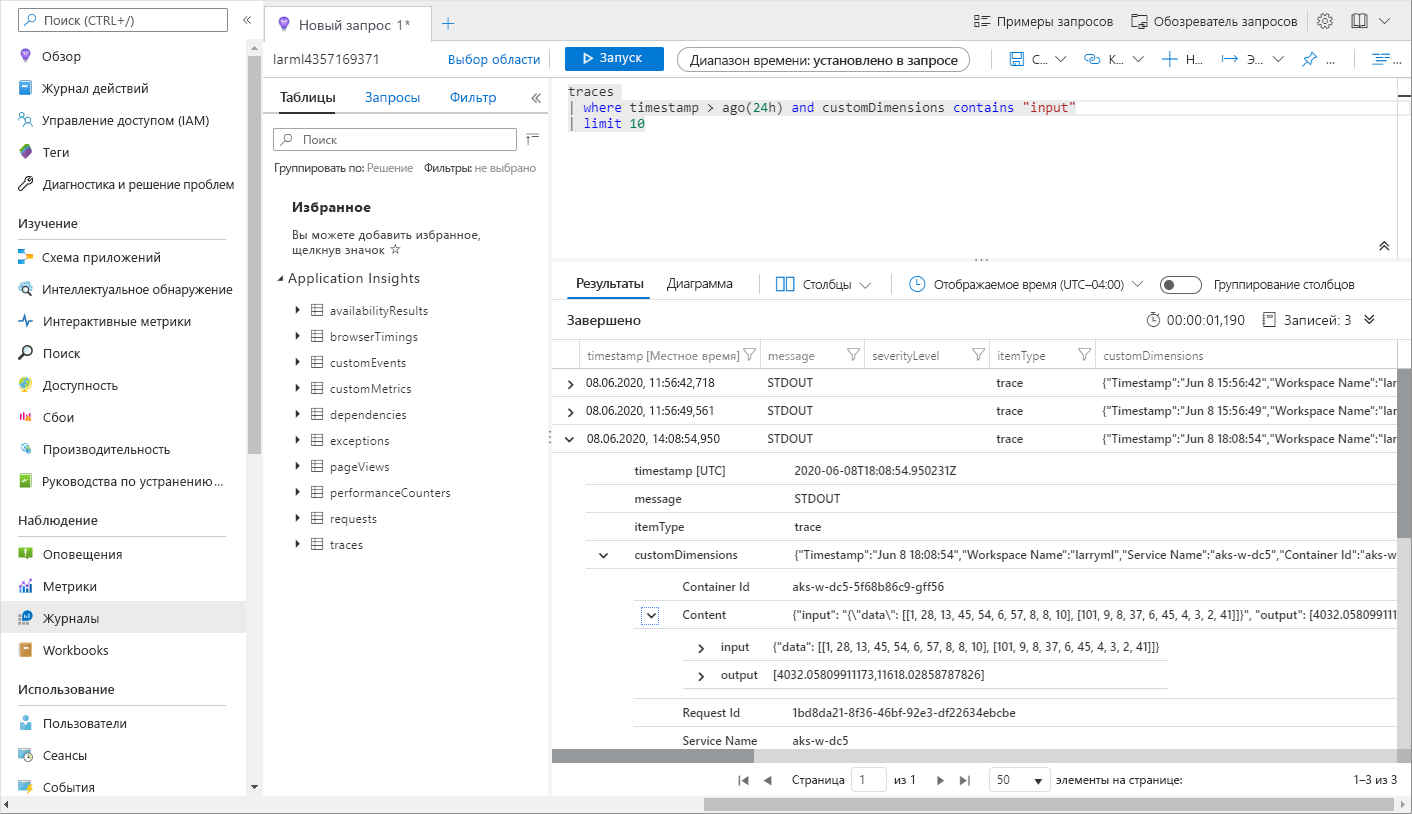 Поиск (CTRL+/)
«
Обзор
Журнал действий
Управление доступом (IAM)
Теги
Диагностика и решение проблем
Изучение
Схема приложений
Интеллектуальное обнаружение
Интерактивные метрики
Поиск
Доступность
Сбои
Производительность
Руководства по устранению...
Наблюдение
Оповещения
Метрики
Журналы
Workbooks
Использование
Пользователи
Сеансы
События
Новый запрос 1*
Примеры запросов
Обозреватель запросов
larml4357169371
Выбор области
Запуск
Диапазон времени: установлено в запросе
С...
К...
Н...
Э...
...
...
Таблицы
Запросы
Фильтр
«
Поиск
Группировать по: Решение
Фильтры: не выбрано
Избранное
Вы можете добавить избранное,
щелкнув значок ☆
Application Insights
availabilityResults
browserTimings
customEvents
customMetrics
dependencies
exceptions
pageViews
performanceCounters
requests
traces
traces
| where timestamp > ago(24h) and customDimensions contains "input"
| limit 10
...
Результаты
Диаграмма
Столбцы
Отображаемое время (UTC–04:00)
Группирование столбцов
Завершено
00:00:01,190
Записей: 3
timestamp [Местное время] message severityLevel itemType customDimensions
08.06.2020, 11:56:42,718 STDOUT trace {"Timestamp":"Jun 8 15:56:42","Workspace Name":"lar
08.06.2020, 11:56:49,561 STDOUT trace {"Timestamp":"Jun 8 15:56:49","Workspace Name":"lar
08.06.2020, 14:08:54,950 STDOUT trace {"Timestamp":"Jun 8 18:08:54","Workspace Name":"lar
timestamp [UTC] 2020-06-08T18:08:54.950231Z
message STDOUT
itemType trace
customDimensions {"Timestamp":"Jun 8 18:08:54","Workspace Name":"larryml","Service Name":"aks-w-dc5","Container Id":"aks-w
Container Id aks-w-dc5-5f68b86c9-gff56
Content {"input": "{\"data\": [[1, 28, 13, 45, 54, 6, 57, 8, 8, 10], [101, 9, 8, 37, 6, 45, 4, 3, 2, 41]]}", "output": [4032.058099111
input {"data": [[1, 28, 13, 45, 54, 6, 57, 8, 8, 10], [101, 9, 8, 37, 6, 45, 4, 3, 2, 41]]}
output [4032.05809911173,11618.02858787826]
Request Id 1bd8da21-8f36-46bf-92e3-df22634ebcbe
Service Name aks-w-dc5
Страница 1 из 1
50 элементы на странице:
1–3 из 3